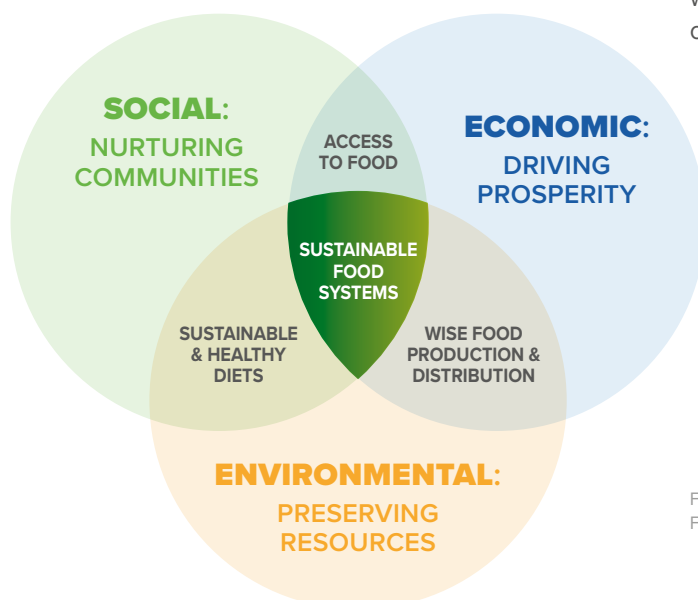 SOCIAL:
NURTURING
COMMUNITIES
ACCESS
TO FOOD
ECONOMIC:
DRIVING
PROSPERITY
SUSTAINABLE
FOOD
SYSTEMS
SUSTAINABLE
& HEALTHY
DIETS
WISE FOOD
PRODUCTION &
DISTRIBUTION
ENVIRONMENTAL:
PRESERVING
RESOURCES